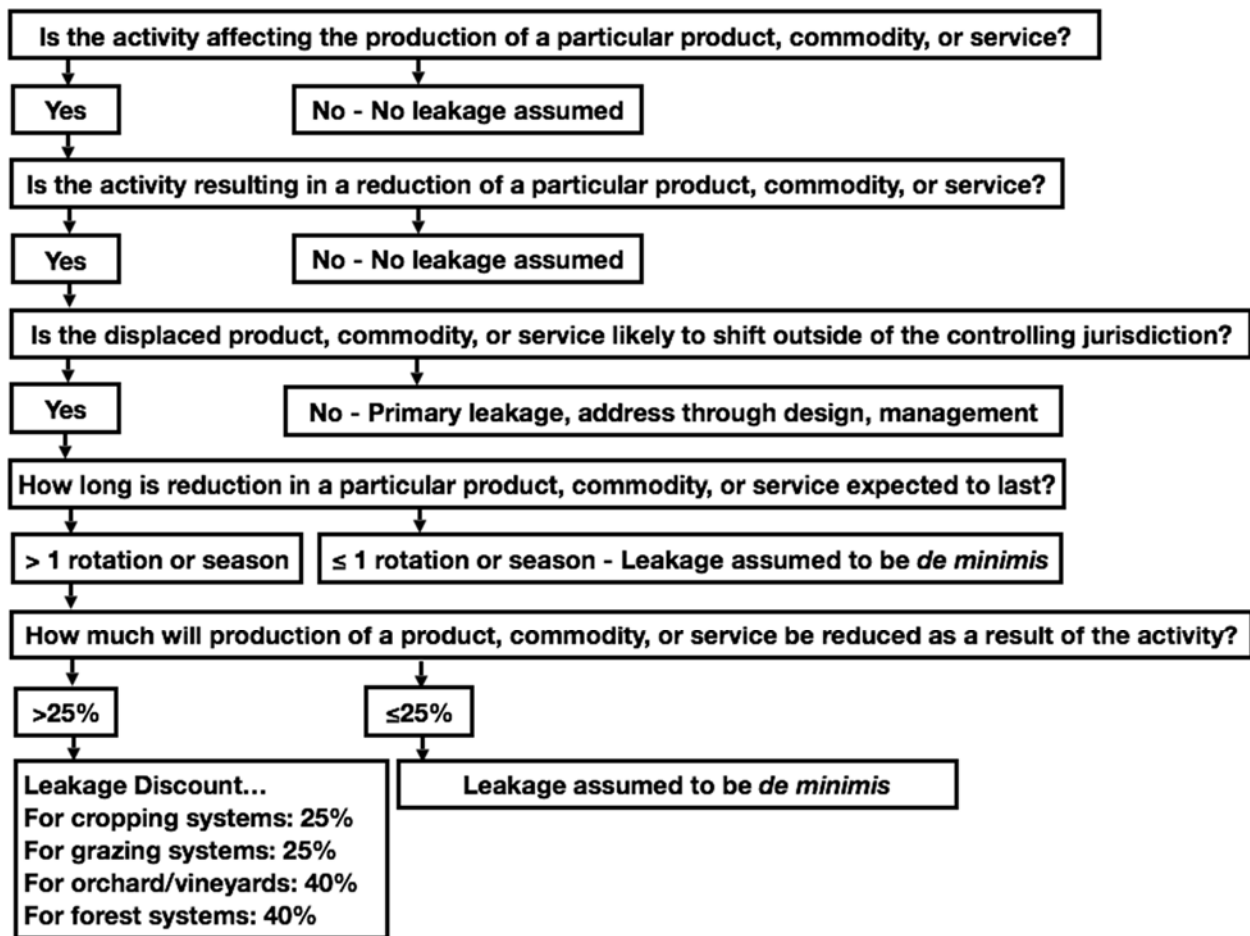 Is the activity affecting the production of a particular product, commodity, or service?
Yes
No - No leakage assumed
Is the activity resulting in a reduction of a particular product, commodity, or service?
Yes
No - No leakage assumed
Is the displaced product, commodity, or service likely to shift outside of the controlling jurisdiction?
Yes
No - Primary leakage, address through design, management
How long is reduction in a particular product, commodity, or service expected to last?
> 1 rotation or season
≤ 1 rotation or season - Leakage assumed to be de minimis
How much will production of a product, commodity, or service be reduced as a result of the activity?
>25%
≤25%
Leakage Discount...
For cropping systems: 25%
For grazing systems: 25%
For orchard/vineyards: 40%
For forest systems: 40%
Leakage assumed to be de minimis